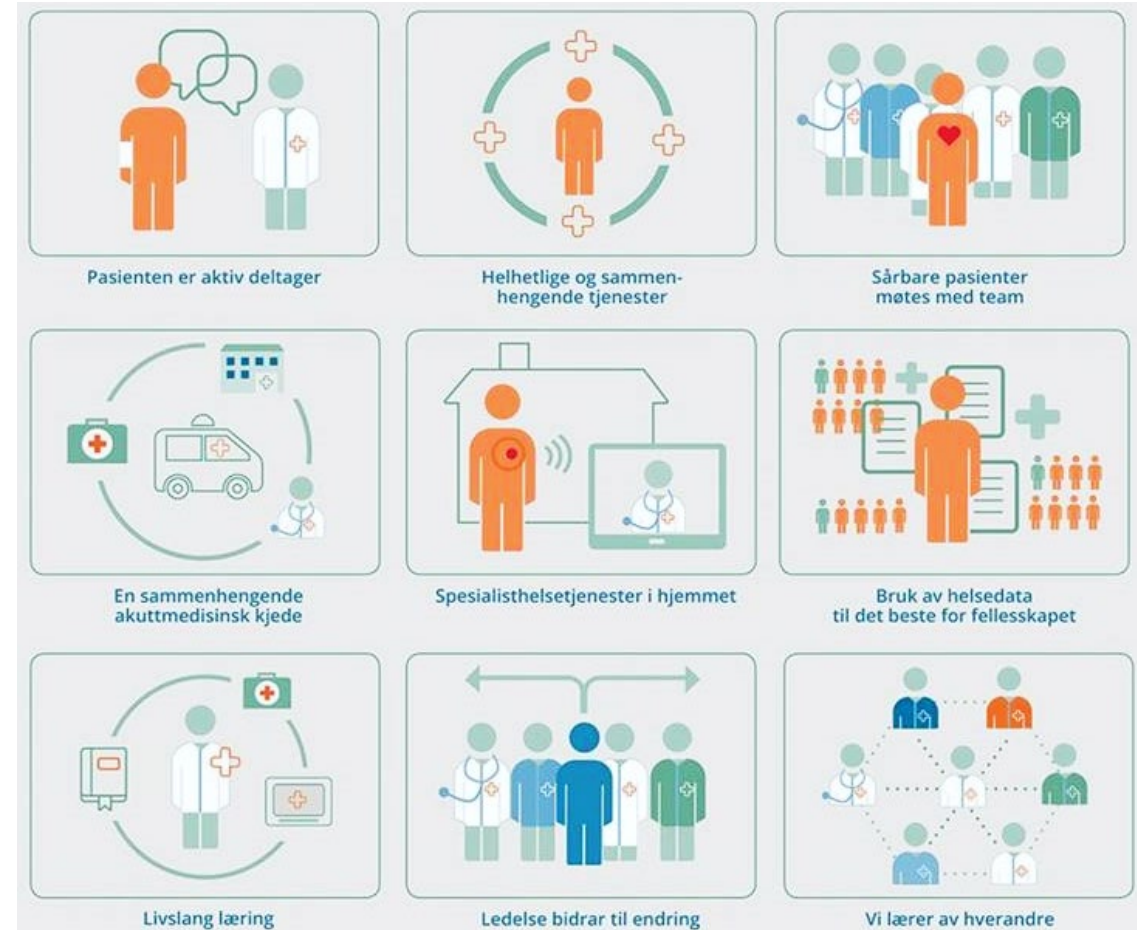 Pasienten er aktiv deltager
Helhetlige og sammen-
hengende tjenester
Sårbare pasienter
møtes med team
En sammenhengende
akuttmedisinsk kjede
Spesialisthelsetjenester i hjemmet
Bruk av helsedata
til det beste for fellesskapet
Livslang læring
Ledelse bidrar til endring
Vi lærer av hverandre